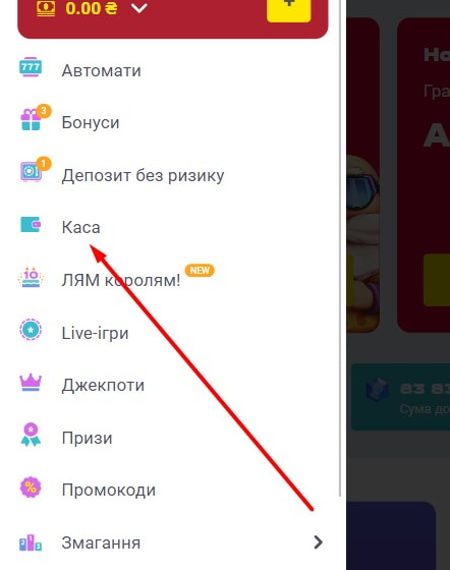 0.00 ₴
+
777
Автомати
3
Бонуси
1
Депозит без ризику
Каса
10
ЛЯМ королям!
NEW
Live-ігри
Джекпоти
Призи
%
Промокоди
Змагання
Гра
А
83 8
Сума до